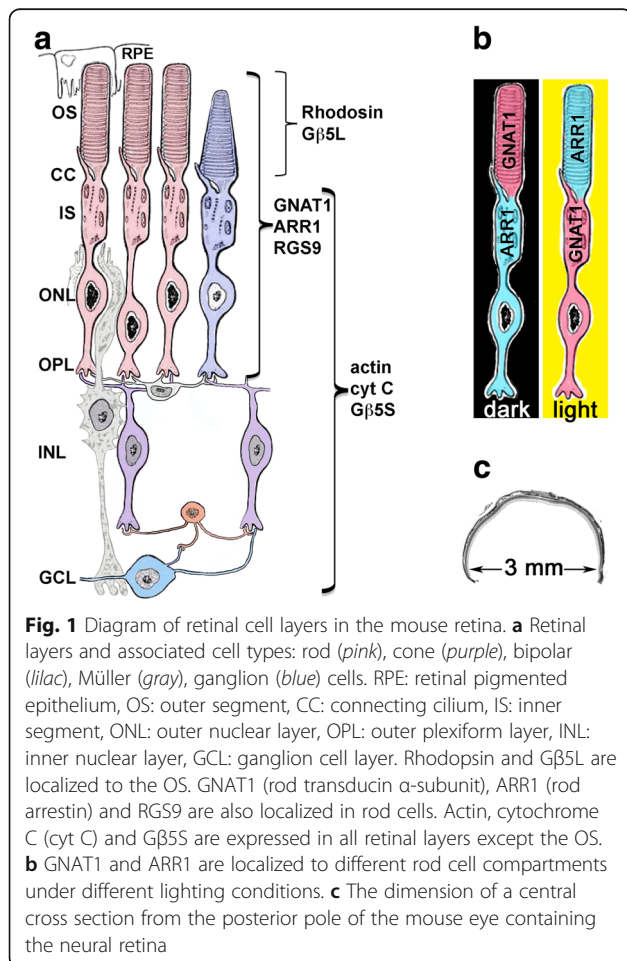 a
RPE
OS
CC
IS
ONL
OPL
INL
GCL
Rhodosin
Gβ5L
GNAT1
ARR1
RGS9
actin
cyt C
Gβ5S
b
GNAT1
ARR1
dark
ARR1
GNAT1
light
c
3 mm
Fig. 1 Diagram of retinal cell layers in the mouse retina. a Retinal
layers and associated cell types: rod (pink), cone (purple), bipolar
(lilac), Müller (gray), ganglion (blue) cells. RPE: retinal pigmented
epithelium, OS: outer segment, CC: connecting cilium, IS: inner
segment, ONL: outer nuclear layer, OPL: outer plexiform layer, INL:
inner nuclear layer, GCL: ganglion cell layer. Rhodopsin and Gβ5L are
localized to the OS. GNAT1 (rod transducin α-subunit), ARR1 (rod
arrestin) and RGS9 are also localized in rod cells. Actin, cytochrome
C (cyt C) and Gβ5S are expressed in all retinal layers except the OS.
b GNAT1 and ARR1 are localized to different rod cell compartments
under different lighting conditions. c The dimension of a central
cross section from the posterior pole of the mouse eye containing
the neural retina